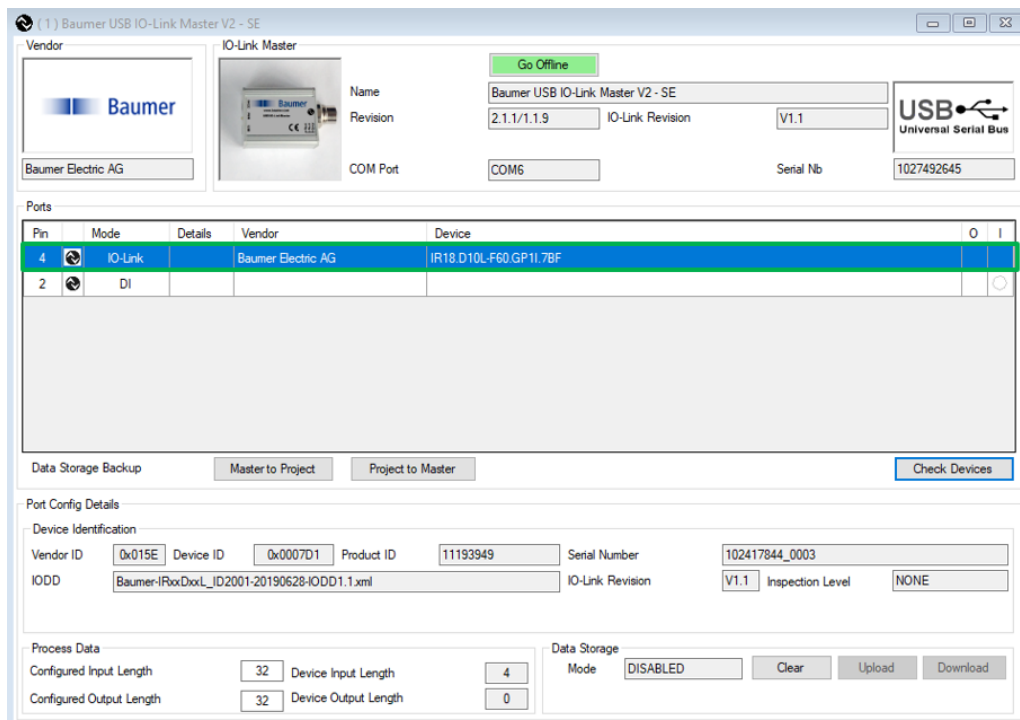 ( 1 ) Baumer USB IO-Link Master V2 - SE
Vendor
IO-Link Master
Go Offline
Baumer
Name
Baumer USB IO-Link Master V2 - SE
Revision
2.1.1/1.1.9
IO-Link Revision
V1.1
USB
Universal Serial Bus
Baumer
Baumer Electric AG
COM Port
COM6
Serial Nb
1027492645
Ports
Pin Mode Details Vendor Device O I
4 IO-Link Baumer Electric AG IR18.D10L-F60.GP1I.7BF
2 DI
Data Storage Backup
Master to Project
Project to Master
Check Devices
Port Config Details
Device Identification
Vendor ID 0x015E Device ID 0x0007D1 Product ID 11193949 Serial Number 102417844_0003
IODD Baumer-IRxxDxxL_ID2001-20190628-IODD1.1.xml IO-Link Revision V1.1 Inspection Level NONE
Process Data
Configured Input Length 32 Device Input Length 4
Configured Output Length 32 Device Output Length 0
Data Storage
Mode DISABLED Clear Upload Download